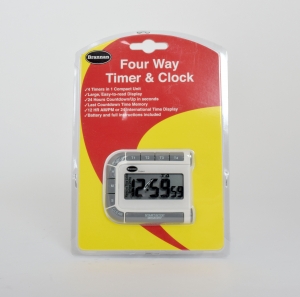 Brannan
Four Way
Timer & Clock
4 Timers in 1 Compact Unit
Large, Easy-to-read Display
24 Hours Countdown/Up in seconds
Last Countdown Time Memory
12 HR AM/PM or 24 International Time Display
Battery and full instructions included
12:59 59